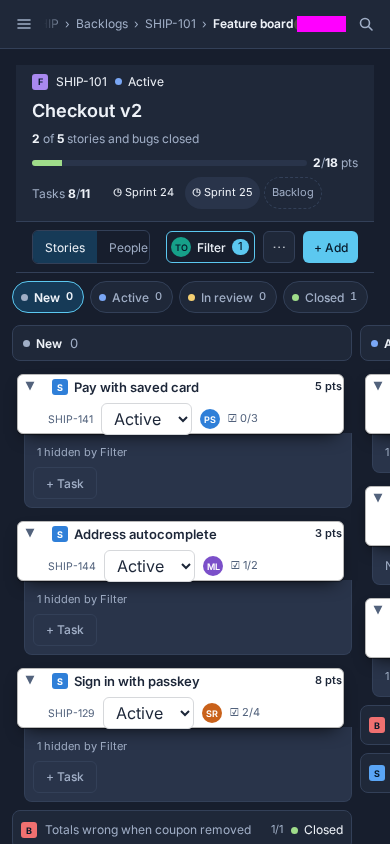 › Backlogs › SHIP-101 › Feature board
F SHIP-101 Active
Checkout v2
2 of 5 stories and bugs closed
2/18 pts
Tasks 8/11 Sprint 24 Sprint 25 Backlog
Stories People TO Filter 1 ... + Add
New 0 Active 0 In review 0 Closed 1
New 0
S Pay with saved card 5 pts
SHIP-141 Active PS 0/3
1 hidden by Filter
+ Task
S Address autocomplete 3 pts
SHIP-144 Active ML 1/2
1 hidden by Filter
+ Task
S Sign in with passkey 8 pts
SHIP-129 Active SR 2/4
1 hidden by Filter
+ Task
B
S
B Totals wrong when coupon removed 1/1 Closed